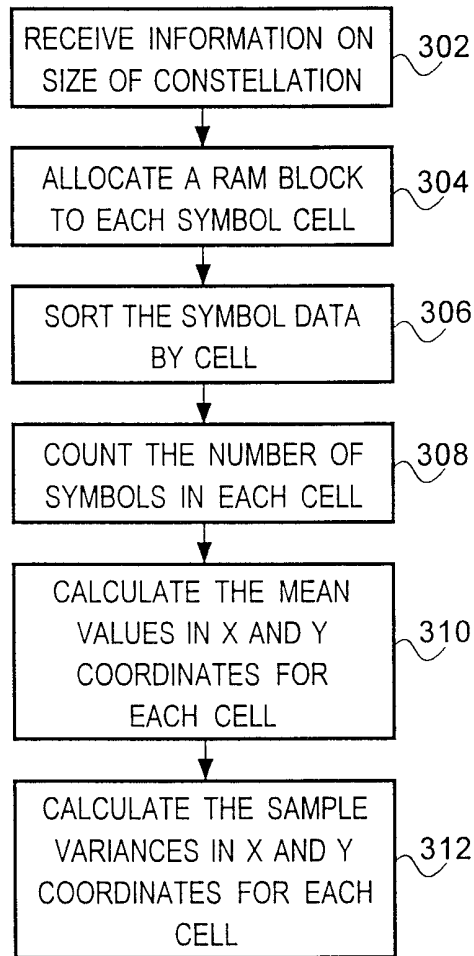 RECEIVE INFORMATION ON
SIZE OF CONSTELLATION
302
ALLOCATE A RAM BLOCK
TO EACH SYMBOL CELL
304
SORT THE SYMBOL DATA
BY CELL
306
COUNT THE NUMBER OF
SYMBOLS IN EACH CELL
308
CALCULATE THE MEAN
VALUES IN X AND Y
COORDINATES FOR
EACH CELL
310
CALCULATE THE SAMPLE
VARIANCES IN X AND Y
COORDINATES FOR EACH
CELL
312